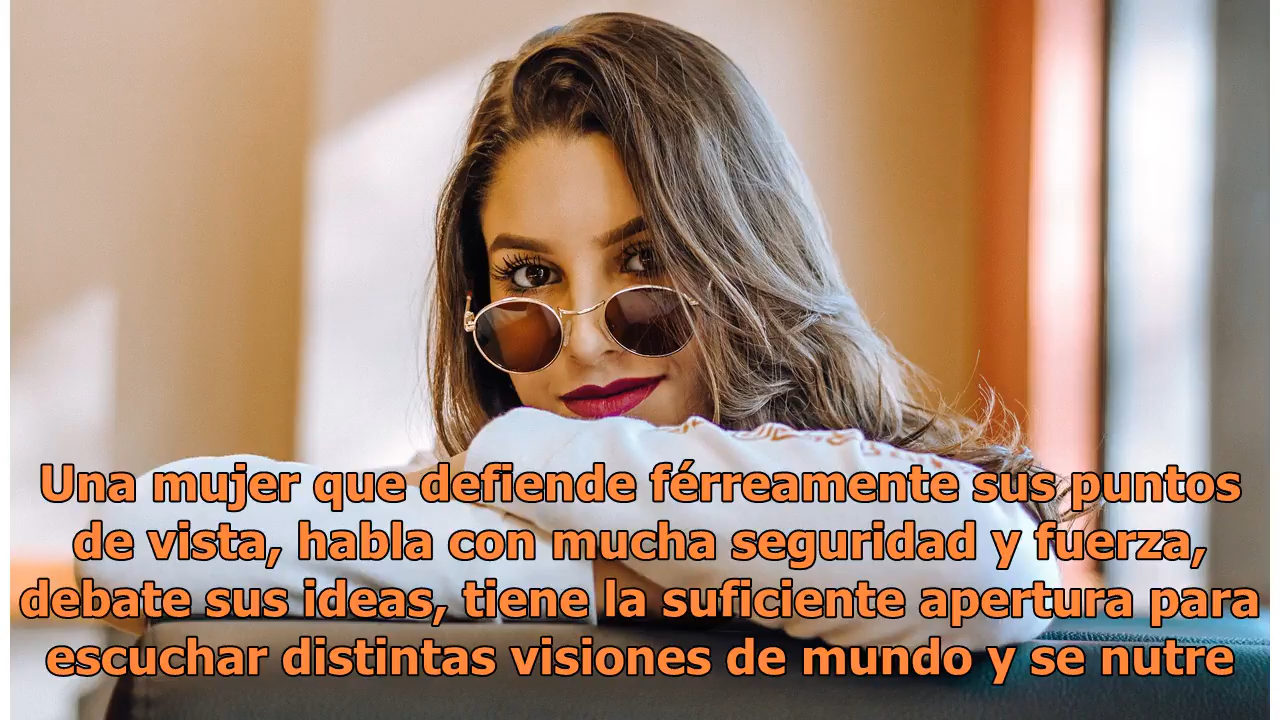 Una mujer que defiende férreamente sus puntos
de vista, habla con mucha seguridad y fuerza,
debate sus ideas, tiene la suficiente apertura para
escuchar distintas visiones de mundo y se nutre